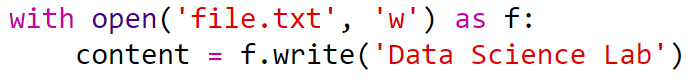 with open('file.txt', 'w') as f:
    content = f.write('Data Science Lab')